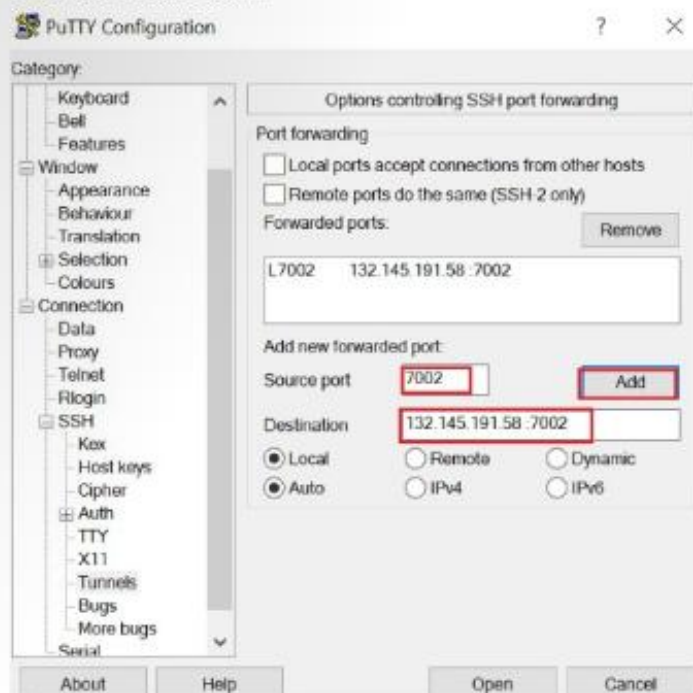 PuTTY Configuration
?
Category:
Keyboard
Bell
Features
Window
Appearance
Behaviour
Translation
Selection
Colours
Connection
Data
Proxy
Telnet
Rlogin
SSH
Kex
Host keys
Cipher
Auth
TTY
X11
Tunnels
Bugs
More bugs
Serial
Options controlling SSH port forwarding
Port forwarding
Local ports accept connections from other hosts
Remote ports do the same (SSH-2 only)
Forwarded ports:
Remove
L7002 132.145.191.58 :7002
Add new forwarded port:
Source port 7002 Add
Destination 132.145.191.58 :7002
Local Remote Dynamic
Auto IPv4 IPv6
About Help Open Cancel